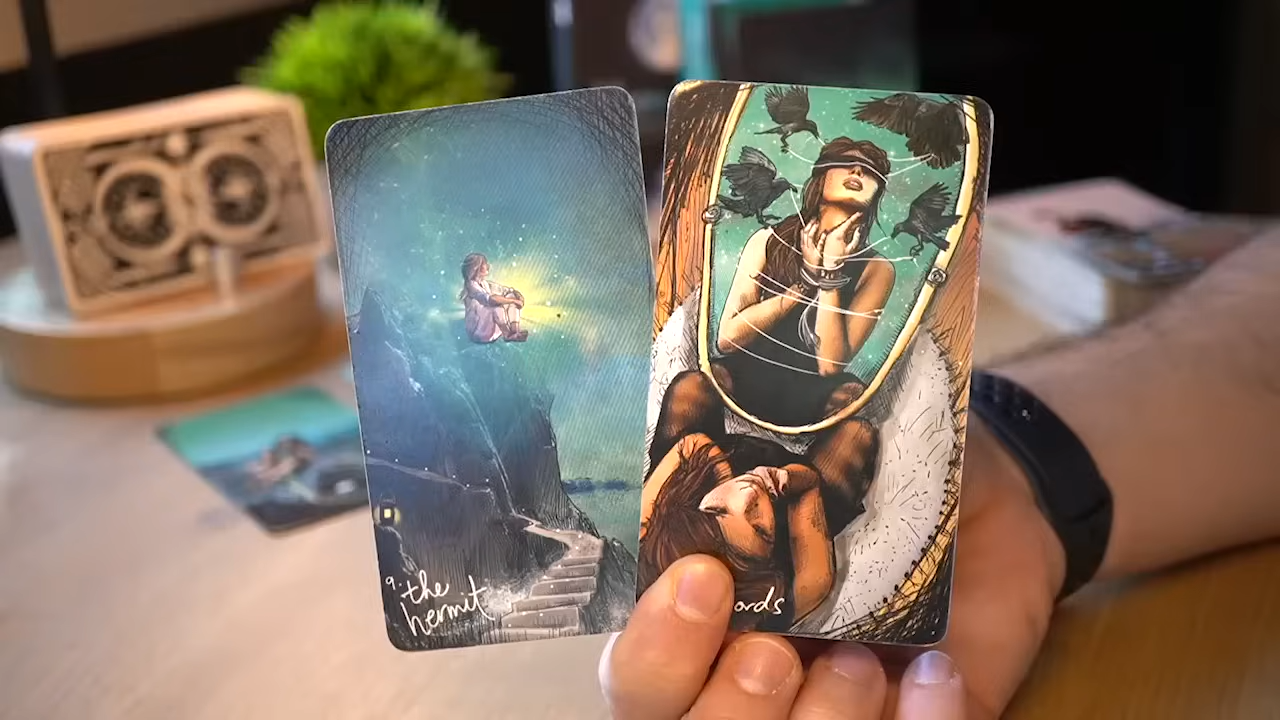 9. the
hermit
ords